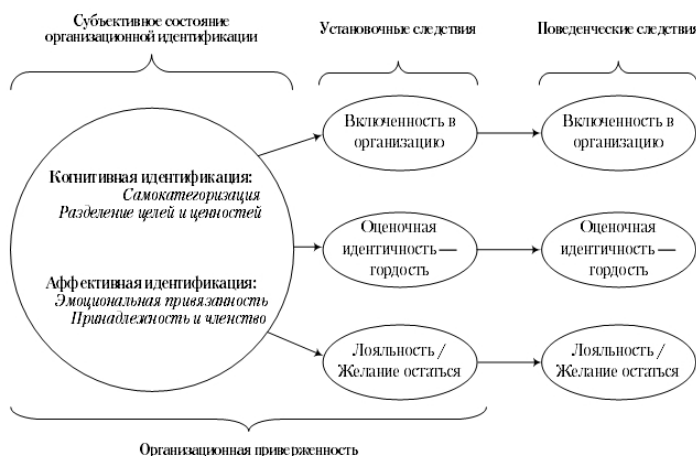 Субъективное состояние
организационной идентификации
Установочные следствия
Поведенческие следствия
Включенность в
организацию
Включенность в
организацию
Когнитивная идентификация:
Самокатегоризация
Разделение целей и ценностей
Оценочная
идентичность —
гордость
Оценочная
идентичность —
гордость
Аффективная идентификация:
Эмоциональная привязанность
Принадлежность и членство
Лояльность /
Желание остаться
Лояльность /
Желание остаться
Организационная приверженность